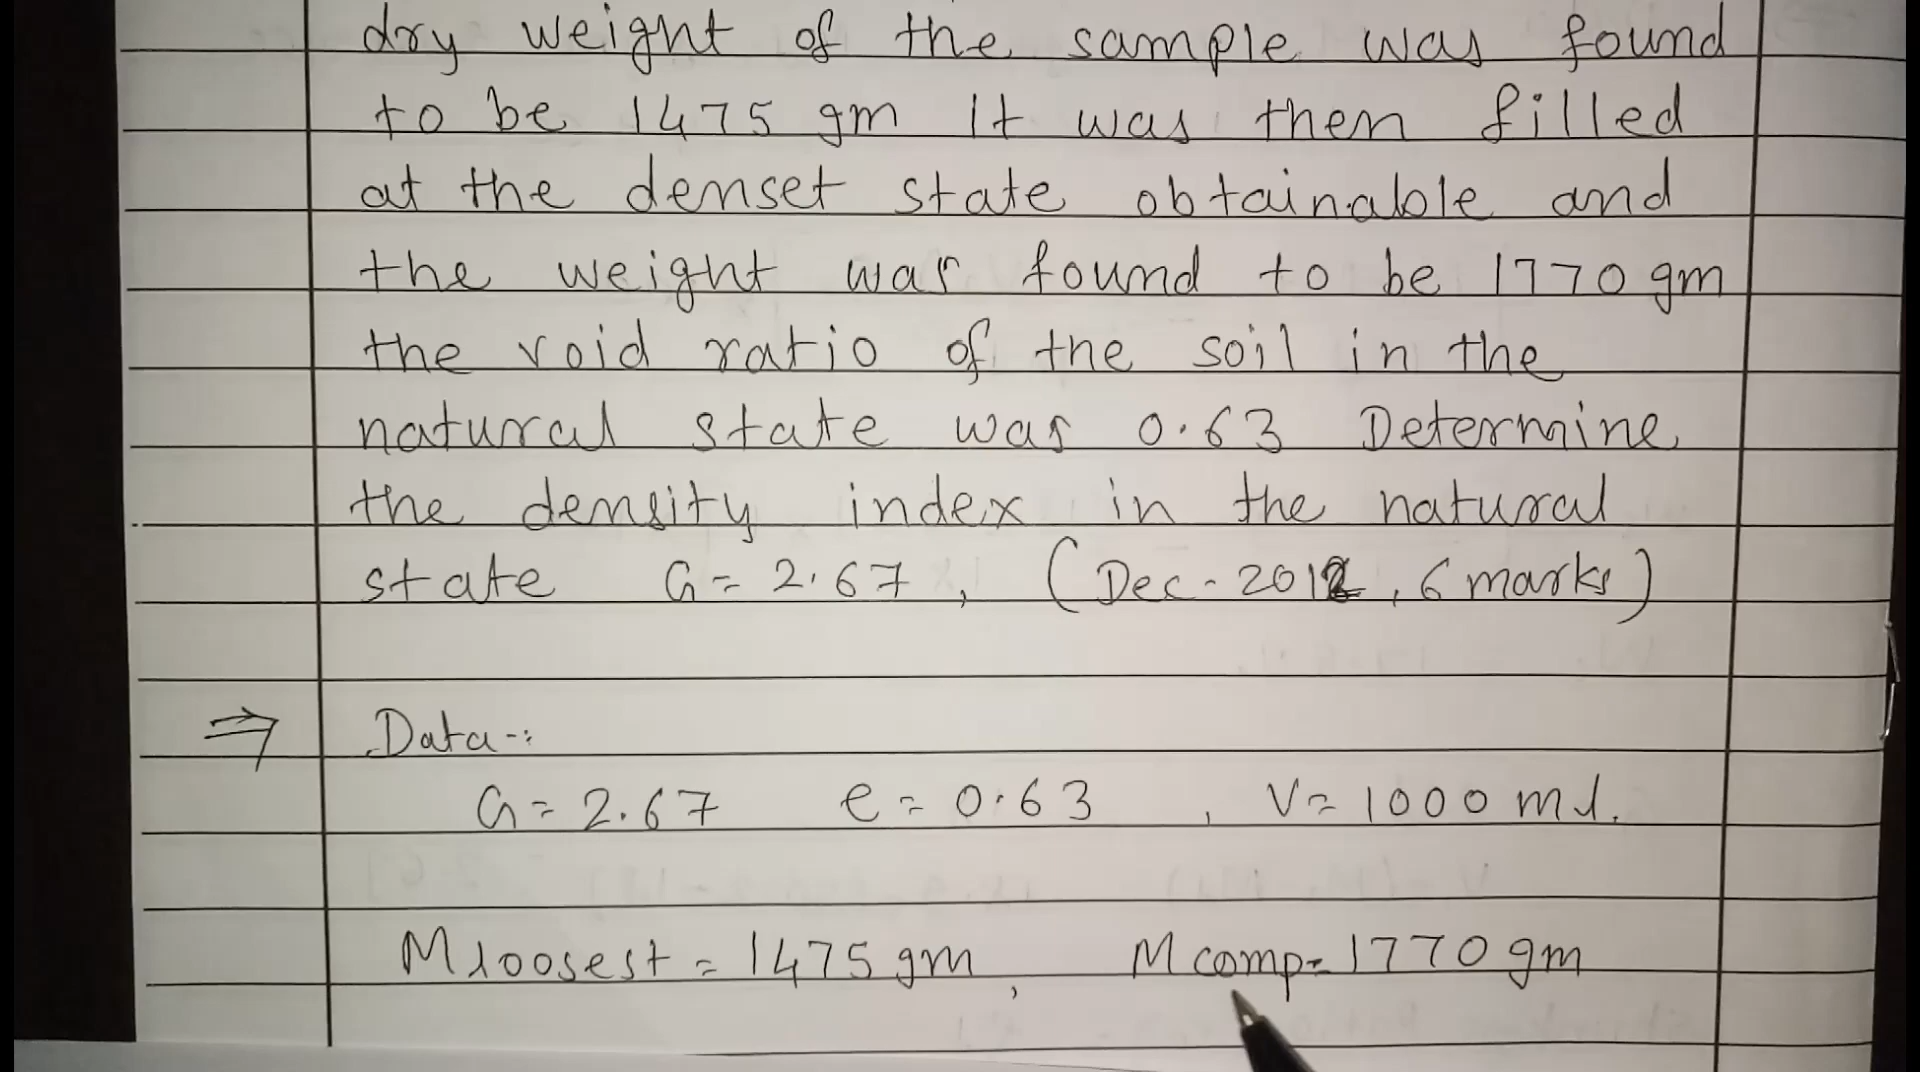 dry weight of the sample was found
to be 1475 gm It was then filled
at the denset state obtainable and
the weight was found to be 1770 gm
the void ratio of the soil in the
natural state was 0.63 Determine
the density index in the natural
state G = 2.67, (Dec - 2012, 6 marks)
⇒ Data -:
G = 2.67 e = 0.63, V = 1000 ml.
M loosest = 1475 gm, M comp = 1770 gm